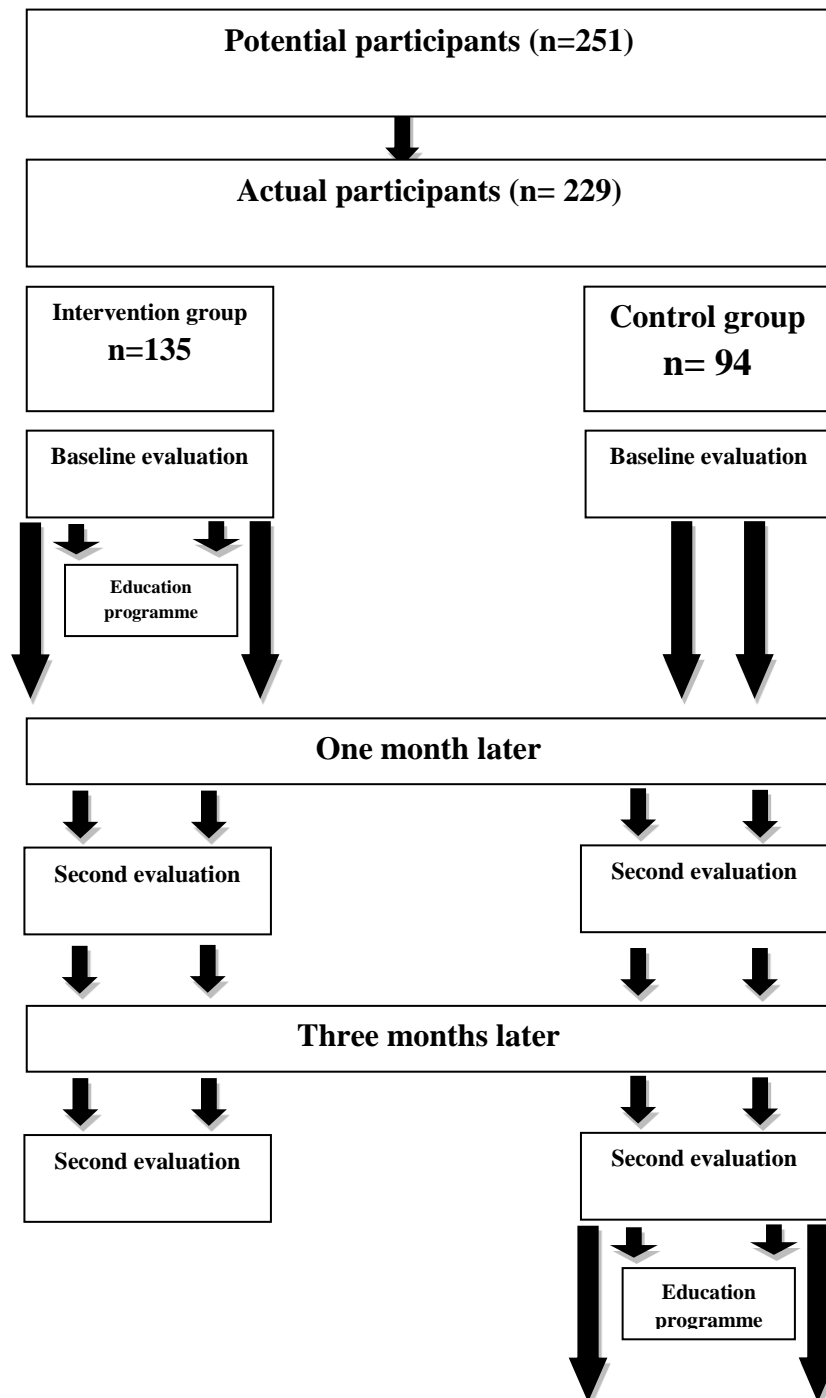 Potential participants (n=251)
Actual participants (n= 229)
Intervention group
n=135
Control group
n= 94
Baseline evaluation
Baseline evaluation
Education
programme
One month later
Second evaluation
Second evaluation
Three months later
Second evaluation
Second evaluation
Education
programme